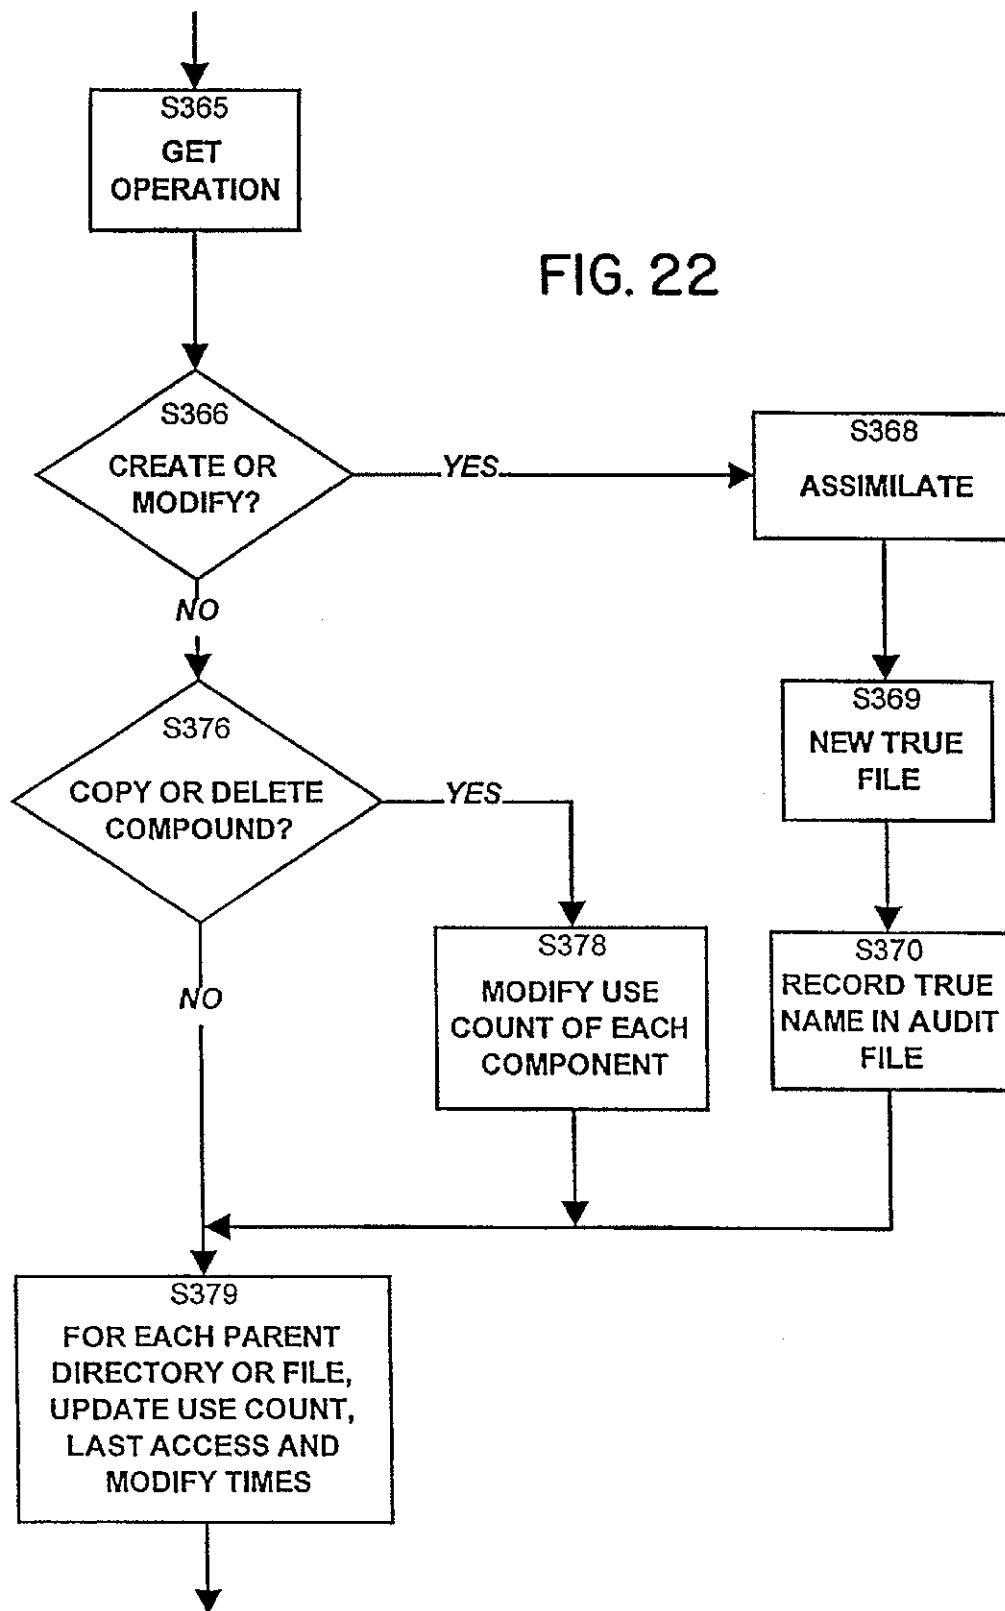 S365
GET
OPERATION
FIG. 22
S366
CREATE OR
MODIFY?
YES
S368
ASSIMILATE
NO
S369
NEW TRUE
FILE
S376
COPY OR DELETE
COMPOUND?
YES
S378
MODIFY USE
COUNT OF EACH
COMPONENT
S370
RECORD TRUE
NAME IN AUDIT
FILE
NO
S379
FOR EACH PARENT
DIRECTORY OR FILE,
UPDATE USE COUNT,
LAST ACCESS AND
MODIFY TIMES